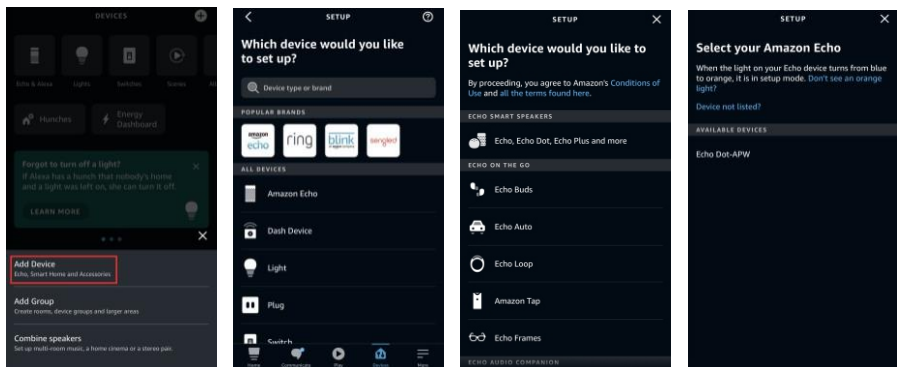 DEVICES
Echo & Alexa Lights Switches Scenes
Hunches
Energy
Dashboard
Forgot to turn off a light?
If Alexa has a hunch that nobody's home
and a light was left on, she can turn it off.
LEARN MORE
Add Device
Echo, Smart Home and Accessories
Add Group
Create rooms, device groups and larger areas
Combine speakers
Set up multi-room music, a home cinema or a stereo pair.
SETUP
Which device would you like
to set up?
Device type or brand
POPULAR BRANDS
amazon
echo
ring
blink
sengled
ALL DEVICES
Amazon Echo
Dash Device
Light
Plug
Switch
Home Communicate Play Devices More
SETUP
Which device would you like to
set up?
By proceeding, you agree to Amazon's Conditions of
Use and all the terms found here.
ECHO SMART SPEAKERS
Echo, Echo Dot, Echo Plus and more
ECHO ON THE GO
Echo Buds
Echo Auto
Echo Loop
Amazon Tap
Echo Frames
ECHO AUDIO COMPANION
SETUP
Select your Amazon Echo
When the light on your Echo device turns from blue
to orange, it is in setup mode. Don't see an orange
light?
Device not listed?
AVAILABLE DEVICES
Echo Dot-APW